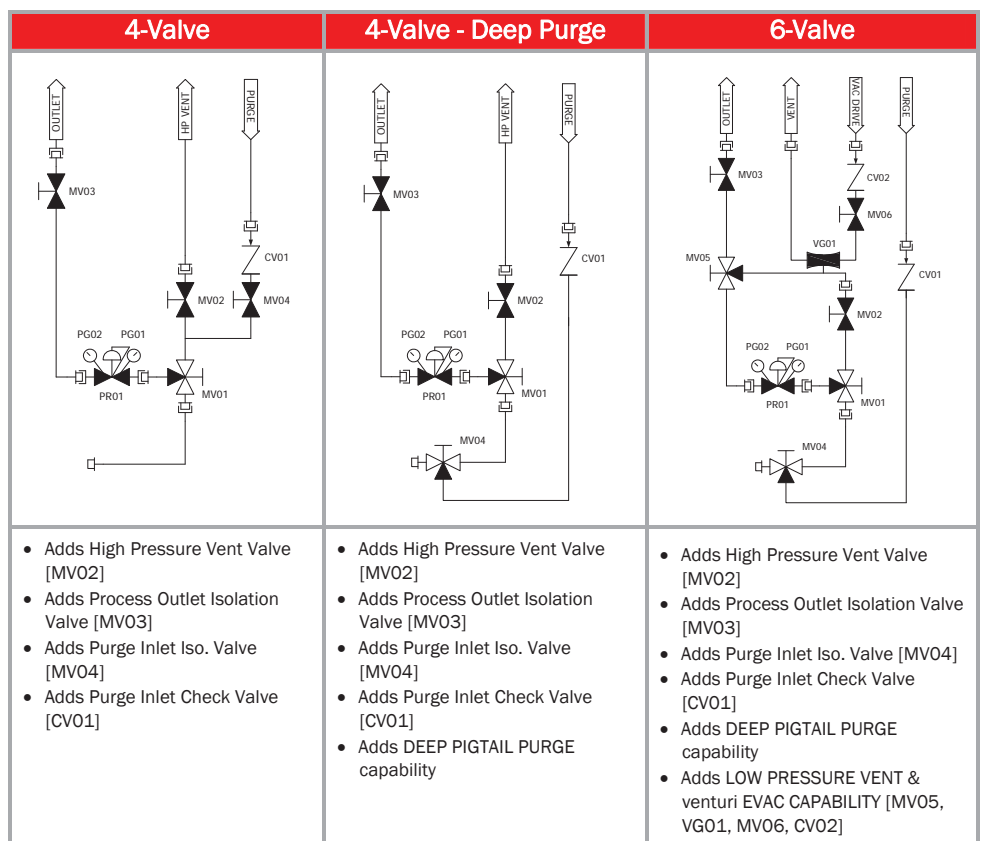 4-Valve
4-Valve - Deep Purge
6-Valve
OUTLET
HP VENT
PURGE
MV03
CV01
MV02
MV04
PG02
PG01
PR01
MV01
OUTLET
HP VENT
PURGE
MV03
CV01
MV02
PG02
PG01
PR01
MV01
MV04
OUTLET
VENT
VAC DRIVE
PURGE
MV03
CV02
MV06
VG01
MV05
CV01
MV02
PG02
PG01
PR01
MV01
MV04
• Adds High Pressure Vent Valve
[MV02]
• Adds Process Outlet Isolation
Valve [MV03]
• Adds Purge Inlet Iso. Valve
[MV04]
• Adds Purge Inlet Check Valve
[CV01]
• Adds High Pressure Vent Valve
[MV02]
• Adds Process Outlet Isolation
Valve [MV03]
• Adds Purge Inlet Iso. Valve
[MV04]
• Adds Purge Inlet Check Valve
[CV01]
• Adds DEEP PIGTAIL PURGE
capability
• Adds High Pressure Vent Valve
[MV02]
• Adds Process Outlet Isolation Valve
[MV03]
• Adds Purge Inlet Iso. Valve [MV04]
• Adds Purge Inlet Check Valve
[CV01]
• Adds DEEP PIGTAIL PURGE
capability
• Adds LOW PRESSURE VENT &
venturi EVAC CAPABILITY [MV05,
VG01, MV06, CV02]